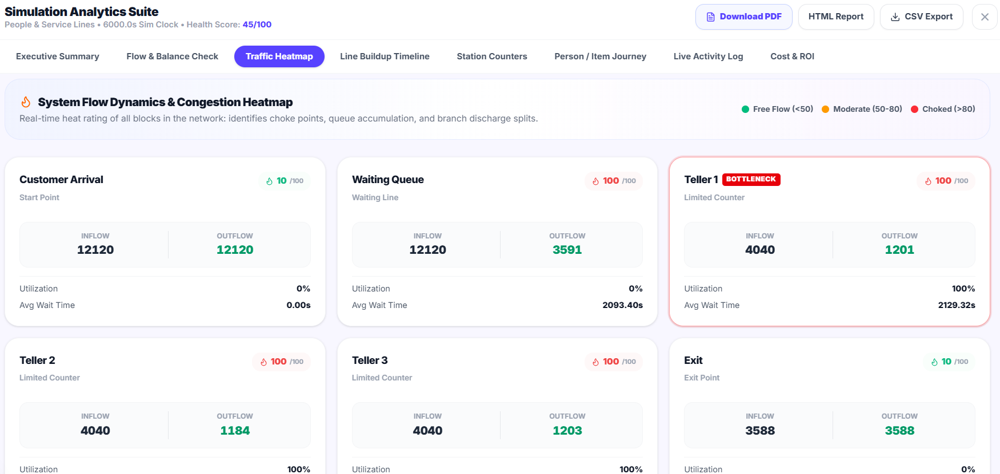 Simulation Analytics Suite
People & Service Lines • 6000.0s Sim Clock • Health Score: 45/100
Download PDF
HTML Report
CSV Export
Executive Summary
Flow & Balance Check
Traffic Heatmap
Line Buildup Timeline
Station Counters
Person / Item Journey
Live Activity Log
Cost & ROI
System Flow Dynamics & Congestion Heatmap
Real-time heat rating of all blocks in the network: identifies choke points, queue accumulation, and branch discharge splits.
Free Flow (<50)
Moderate (50-80)
Choked (>80)
Customer Arrival
10 /100
Start Point
INFLOW
12120
OUTFLOW
12120
Utilization
0%
Avg Wait Time
0.00s
Waiting Queue
100 /100
Waiting Line
INFLOW
12120
OUTFLOW
3591
Utilization
0%
Avg Wait Time
2093.40s
Teller 1
BOTTLENECK
100 /100
Limited Counter
INFLOW
4040
OUTFLOW
1201
Utilization
100%
Avg Wait Time
2129.32s
Teller 2
100 /100
Limited Counter
INFLOW
4040
OUTFLOW
1184
Utilization
100%
Teller 3
100 /100
Limited Counter
INFLOW
4040
OUTFLOW
1203
Utilization
100%
Exit
10 /100
Exit Point
INFLOW
3588
OUTFLOW
3588
Utilization
0%